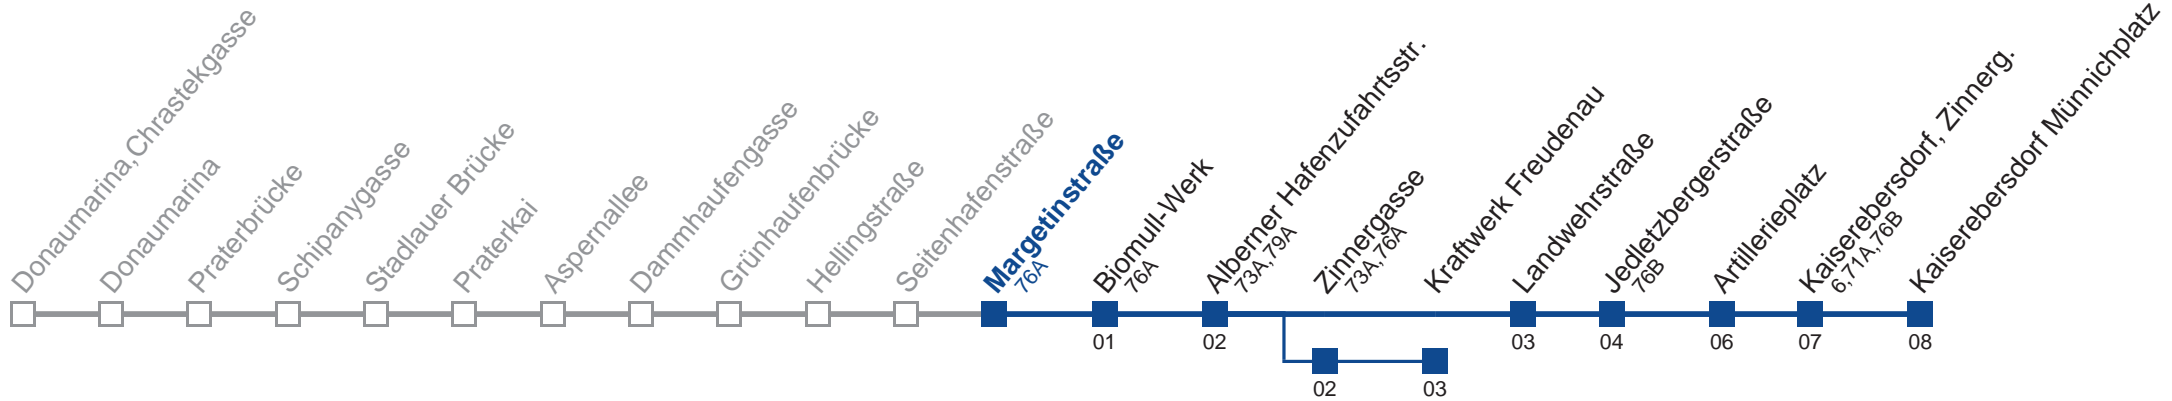 Donaumarina, Chrastekgasse
Donaumarina
Praterbrücke
Schipanygasse
Stadlauer Brücke
Praterkai
Aspernallee
Dammhaufengasse
Grünhaufenbrücke
Hellingstraße
Seitenhafenstraße
Margetinstraße
76A
Biomull-Werk
76A
Alberner Hafenzufahrtsstr.
73A, 79A
Zinnergasse
73A, 76A
Kraftwerk Freudenau
Landwehrstraße
Jedletzbergerstraße
76B
Artillerieplatz
Kaiserebersdorf, Zinnerg.
6, 71A, 76B
Kaiserebersdorf Münnichplatz
01
02
03
04
06
07
08
02
03